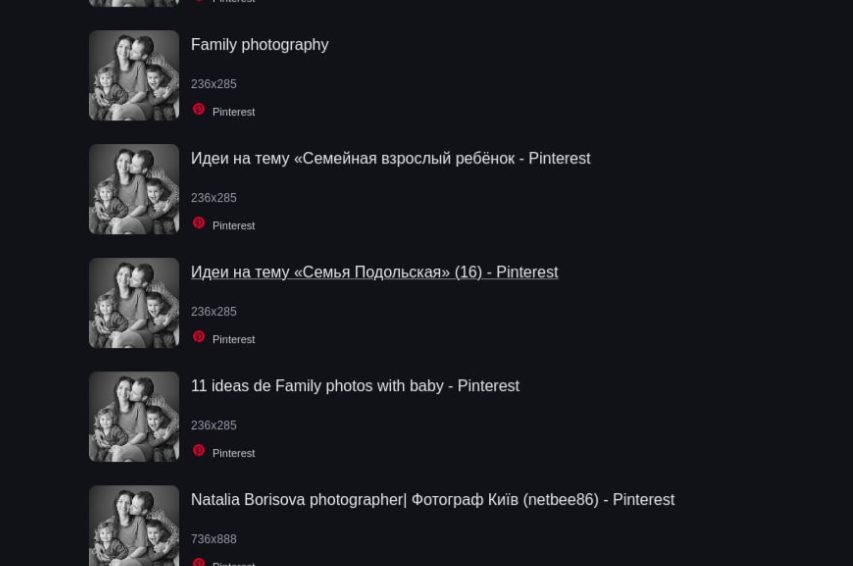 Pinterest
Family photography
236x285
Pinterest
Идеи на тему «Семейная взрослый ребёнок - Pinterest
236x285
Pinterest
Идеи на тему «Семья Подольская» (16) - Pinterest
236x285
Pinterest
11 ideas de Family photos with baby - Pinterest
236x285
Pinterest
Natalia Borisova photographer| Фотограф Київ (netbee86) - Pinterest
736x888
Pinterest